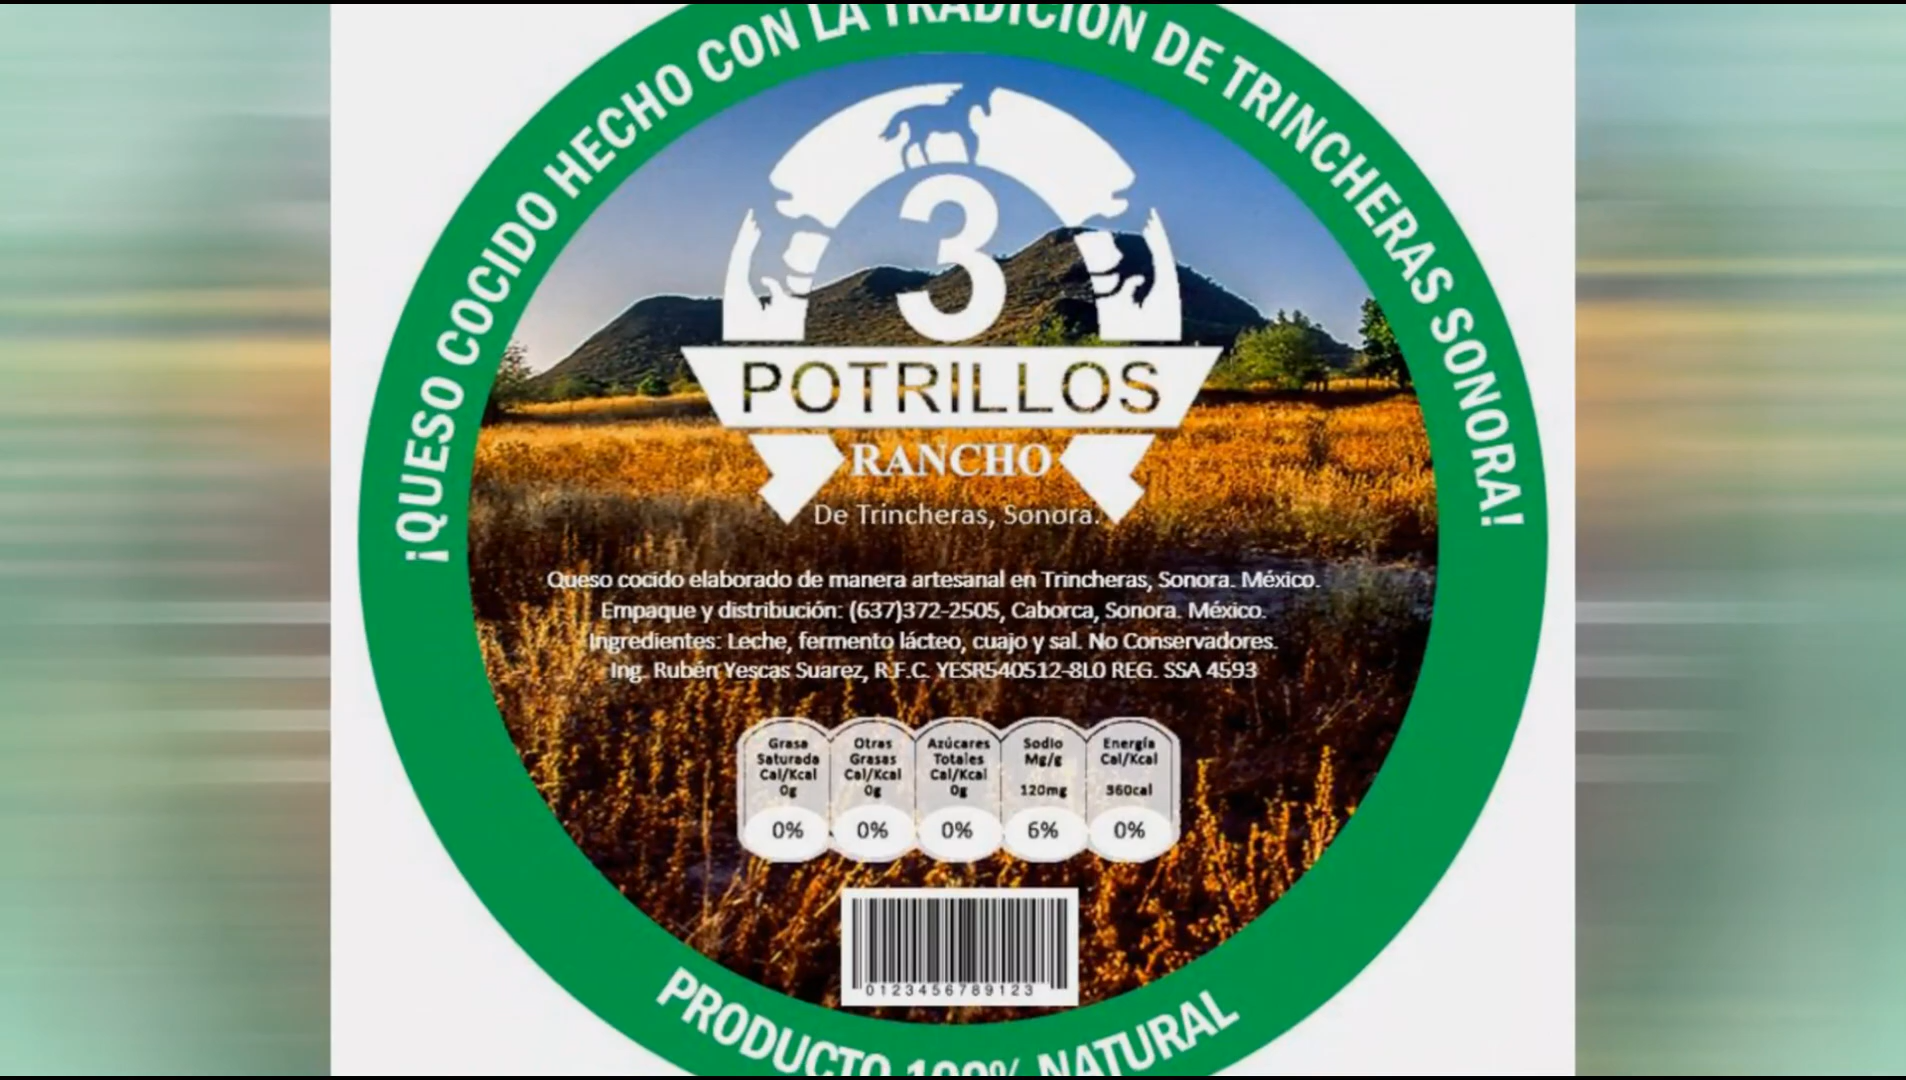 ¡QUESO COCIDO HECHO CON LA TRADICIÓN DE TRINCHERAS SONORA!
3
POTRILLOS
RANCHO
De Trincheras, Sonora.
Queso cocido elaborado de manera artesanal en Trincheras, Sonora. México.
Empaque y distribución: (637)372-2505, Caborca, Sonora. México.
Ingredientes: Leche, fermento lácteo, cuajo y sal. No Conservadores.
Ing. Rubén Yescas Suarez, R.F.C. YESR540512-8L0 REG. SSA 4593
Grasa Saturada Cal/Kcal 0g 0%
Otras Grasas Cal/Kcal 0g 0%
Azúcares Totales Cal/Kcal 0g 0%
Sodio Mg/g 120mg 6%
Energía Cal/Kcal 360cal 0%
0123456789123
PRODUCTO 100% NATURAL